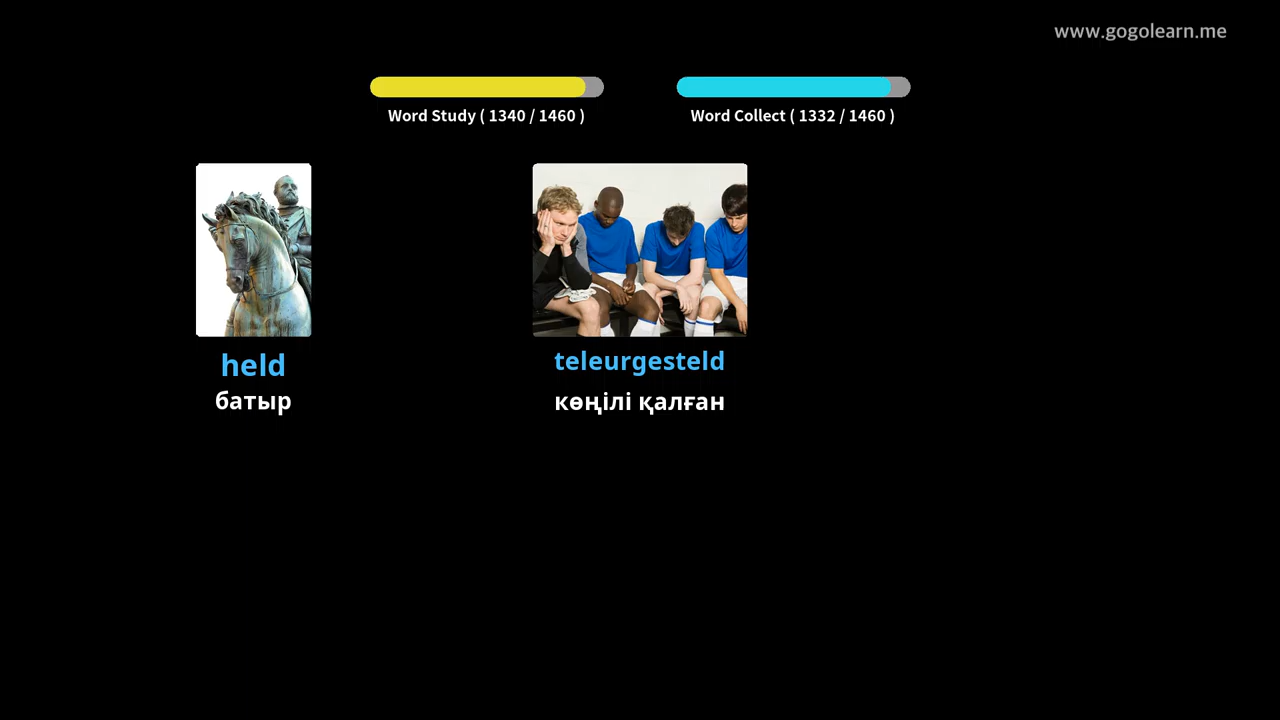 www.gogolearn.me
Word Study ( 1340 / 1460 )
Word Collect ( 1332 / 1460 )
held
батыр
teleurgesteld
көңілі қалған